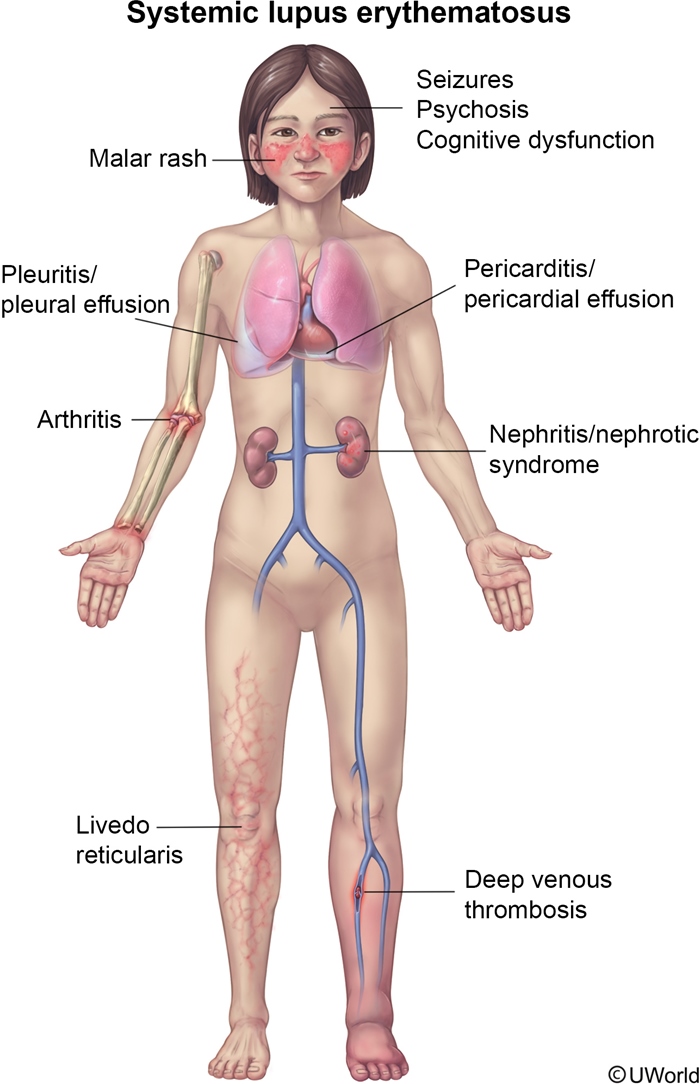 Systemic lupus erythematosus
Seizures
Psychosis
Cognitive dysfunction
Malar rash
Pleuritis/
pleural effusion
Pericarditis/
pericardial effusion
Arthritis
Nephritis/nephrotic
syndrome
Livedo
reticularis
Deep venous
thrombosis
©UWorld